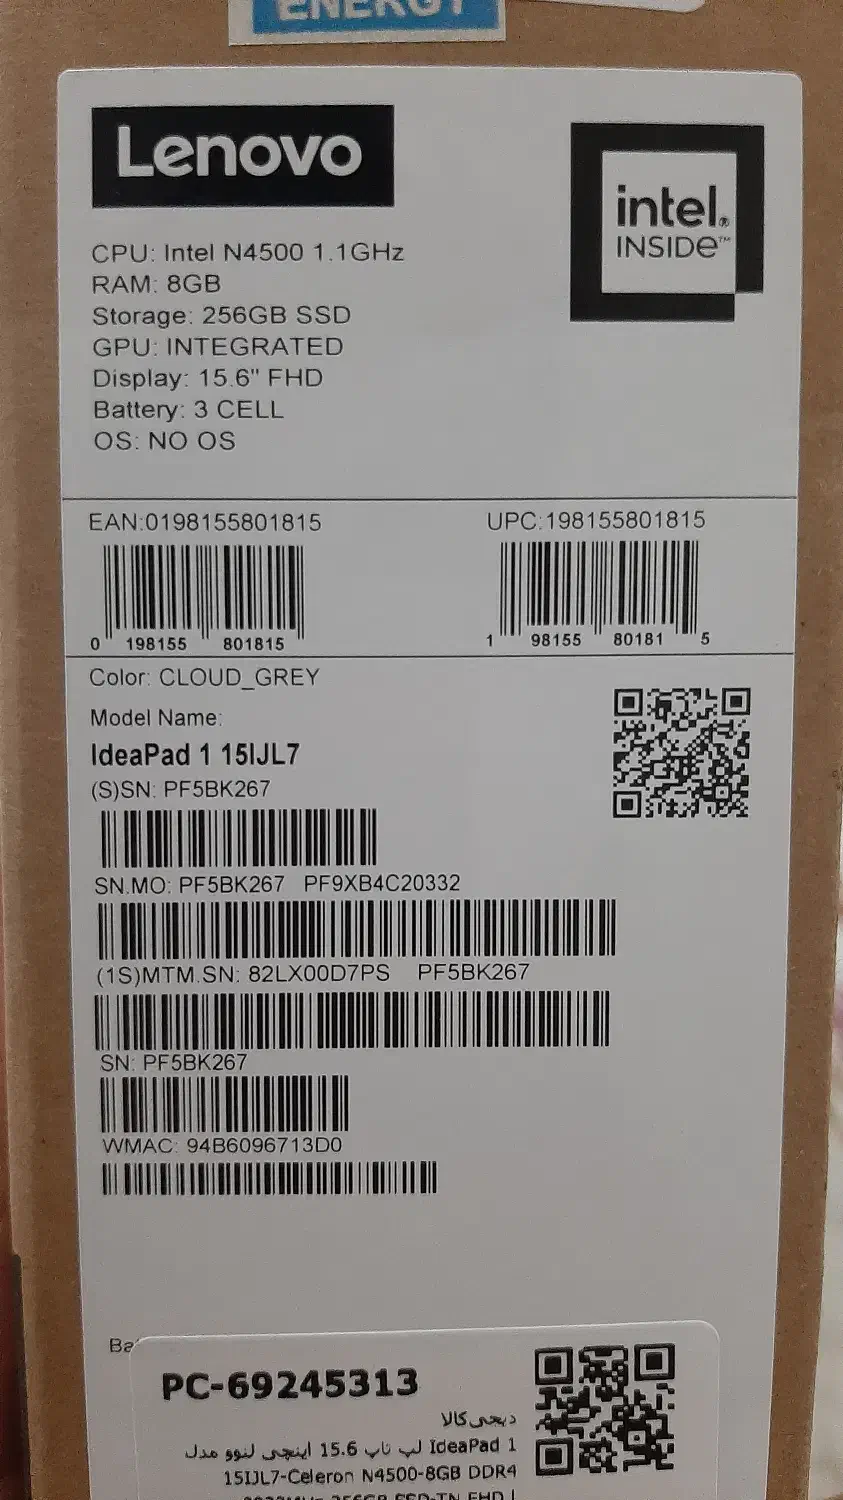 ENERGY
Lenovo
intel.
INSIDE™
CPU: Intel N4500 1.1GHz
RAM: 8GB
Storage: 256GB SSD
GPU: INTEGRATED
Display: 15.6" FHD
Battery: 3 CELL
OS: NO OS
EAN:0198155801815
UPC:198155801815
0 198155 801815
1 98155 80181 5
Color: CLOUD_GREY
Model Name:
IdeaPad 1 15IJL7
(S)SN: PF5BK267
SN.MO: PF5BK267 PF9XB4C20332
(1S)MTM.SN: 82LX00D7PS PF5BK267
SN: PF5BK267
WMAC: 94B6096713D0
PC-69245313
دیجی‌کالا
لپ تاپ 15.6 اینچی لنوو مدل IdeaPad 1
15IJL7-Celeron N4500-8GB DDR4
256GB SSD-TN FHD